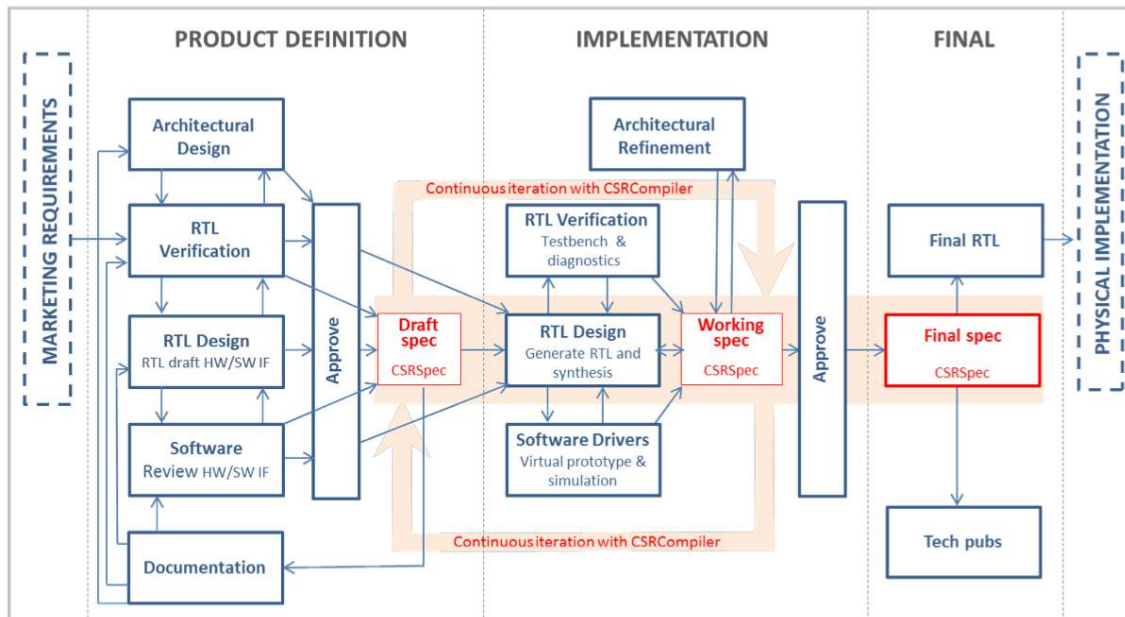 PRODUCT DEFINITION
IMPLEMENTATION
FINAL
MARKETING REQUIREMENTS
Architectural
Design
RTL
Verification
RTL Design
RTL draft HW/SW IF
Software
Review HW/SW IF
Documentation
Approve
Draft
spec
CSRSpec
Continuous iteration with CSRCompiler
Architectural
Refinement
RTL Verification
Testbench &
diagnostics
RTL Design
Generate RTL and
synthesis
Software Drivers
Virtual prototype &
simulation
Working
spec
CSRSpec
Continuous iteration with CSRCompiler
Approve
Final RTL
Final spec
CSRSpec
Tech pubs
PHYSICAL IMPLEMENTATION